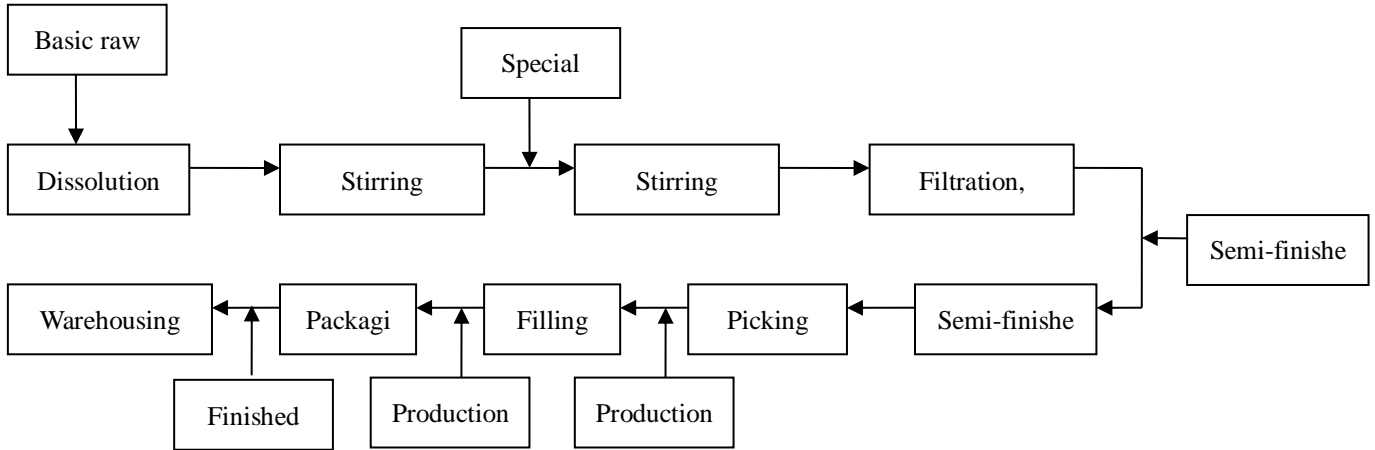 Basic raw
Special
Dissolution
Stirring
Stirring
Filtration,
Semi-finishe
Warehousing
Packagi
Filling
Picking
Semi-finishe
Finished
Production
Production